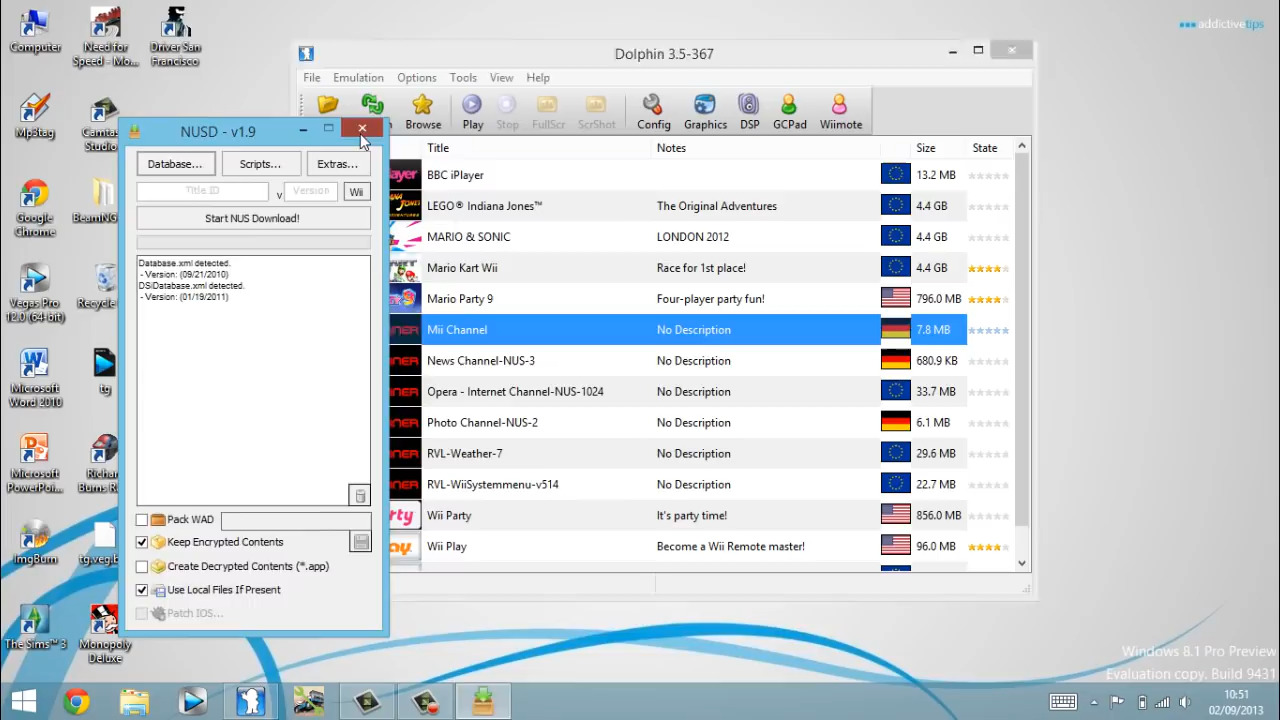 addictivetips
Computer
Need for
Speed - Mo...
Driver San
Francisco
Mp3tag
Camtas
Studio
Google
Chrome
BeamNG
Vegas Pro
12.0 (64-bit)
Recycle
Microsoft
Word 2010
tg
Microsoft
PowerPoi...
Richar
Burns R
ImgBurn
tg.veg.b
The Sims™ 3
Monopoly
Deluxe
Dolphin 3.5-367
File Emulation Options Tools View Help
Browse Play Stop FullScr ScrShot Config Graphics DSP GCPad Wiimote
Title Notes Size State
BBC iPlayer 13.2 MB
LEGO® Indiana Jones™ The Original Adventures 4.4 GB
MARIO & SONIC LONDON 2012 4.4 GB
Mario Kart Wii Race for 1st place! 4.4 GB
Mario Party 9 Four-player party fun! 796.0 MB
Mii Channel No Description 7.8 MB
News Channel-NUS-3 No Description 680.9 KB
Opera - Internet Channel-NUS-1024 No Description 33.7 MB
Photo Channel-NUS-2 No Description 6.1 MB
RVL-Weather-7 No Description 29.6 MB
RVL-WiiSystemmenu-v514 No Description 22.7 MB
Wii Party It's party time! 856.0 MB
Wii Play Become a Wii Remote master! 96.0 MB
NUSD - v1.9
Database... Scripts... Extras...
Title ID v Version Wii
Start NUS Download!
Database.xml detected.
- Version: (09/21/2010)
DSiDatabase.xml detected.
- Version: (01/19/2011)
Pack WAD
Keep Encrypted Contents
Create Decrypted Contents (*.app)
Use Local Files If Present
Patch IOS...
Windows 8.1 Pro Preview
Evaluation copy. Build 9431
10:51
02/09/2013